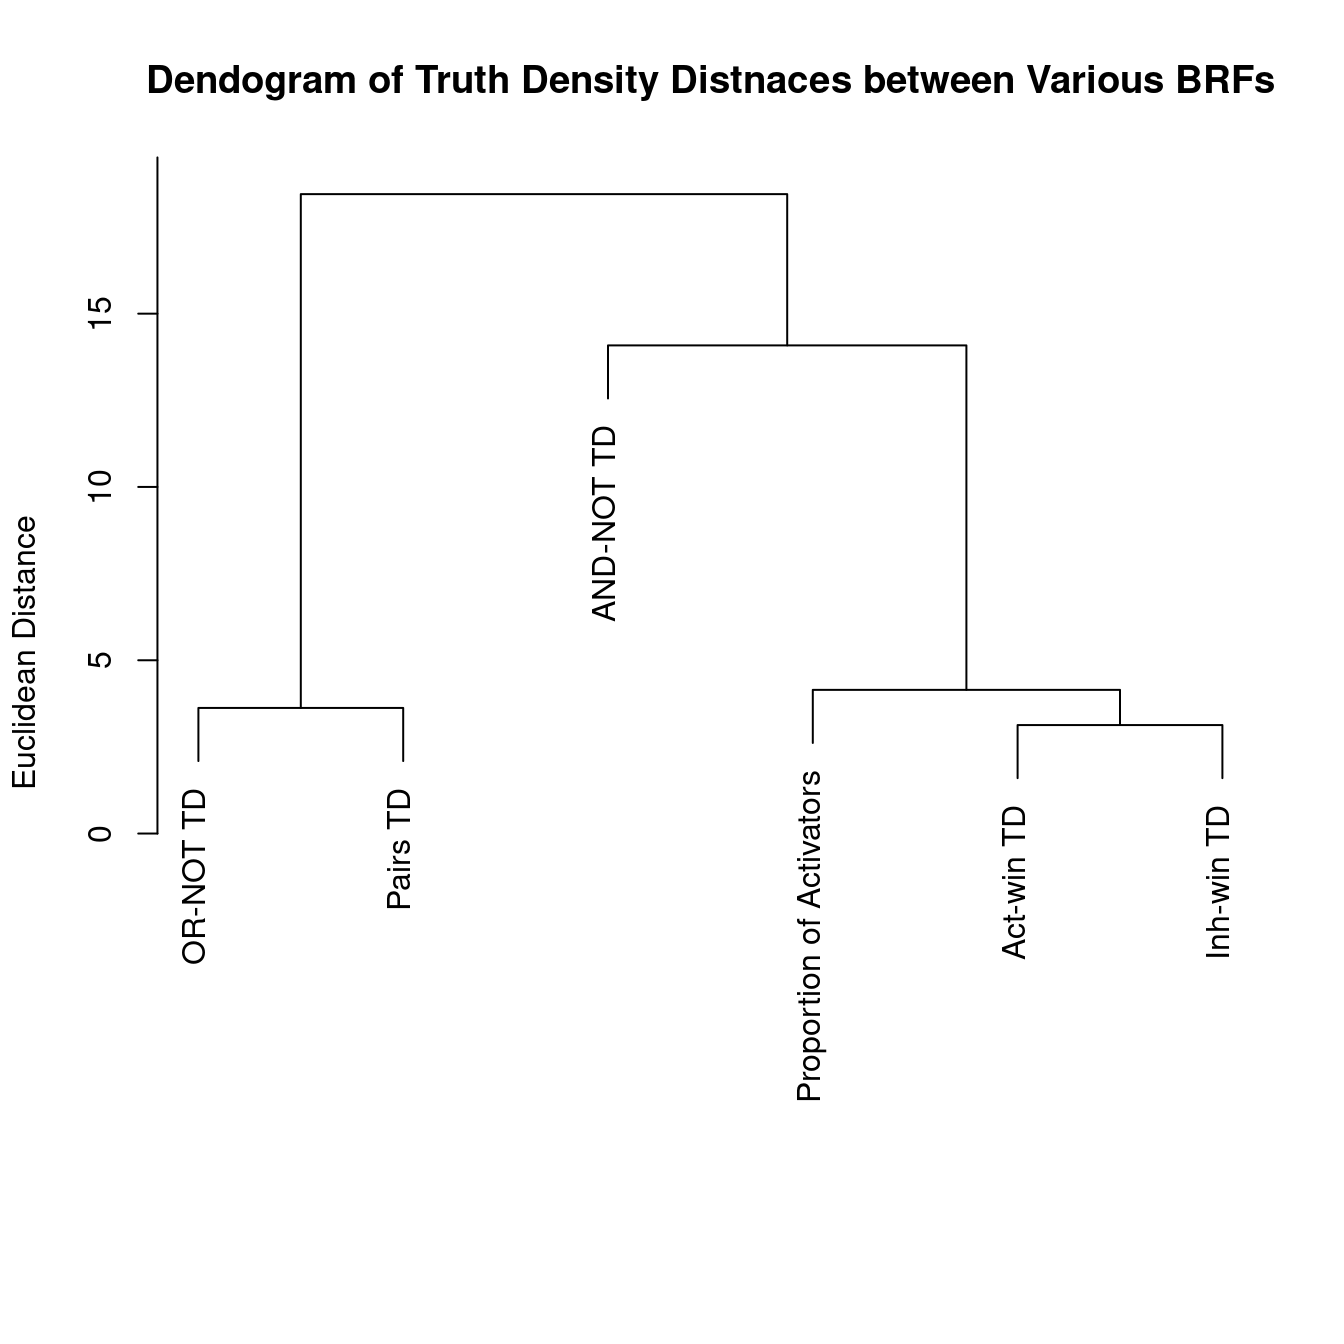 Dendogram of Truth Density Distnaces between Various BRFs
Euclidean Distance
15
10
5
0
OR-NOT TD
Pairs TD
AND-NOT TD
Proportion of Activators
Act-win TD
Inh-win TD